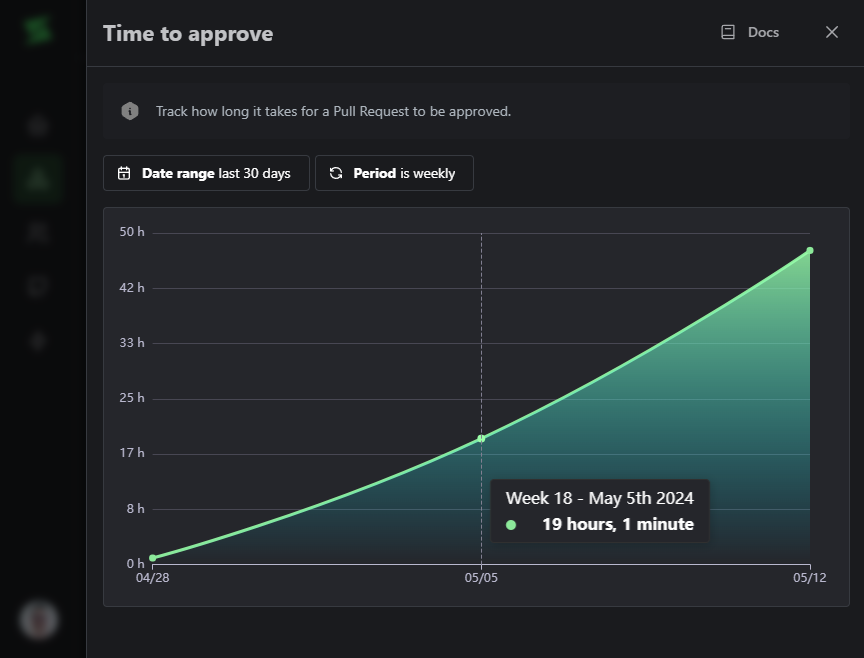 Time to approve
Docs
Track how long it takes for a Pull Request to be approved.
Date range last 30 days
Period is weekly
50 h
42 h
33 h
25 h
17 h
8 h
0 h
Week 18 - May 5th 2024
19 hours, 1 minute
04/28
05/05
05/12